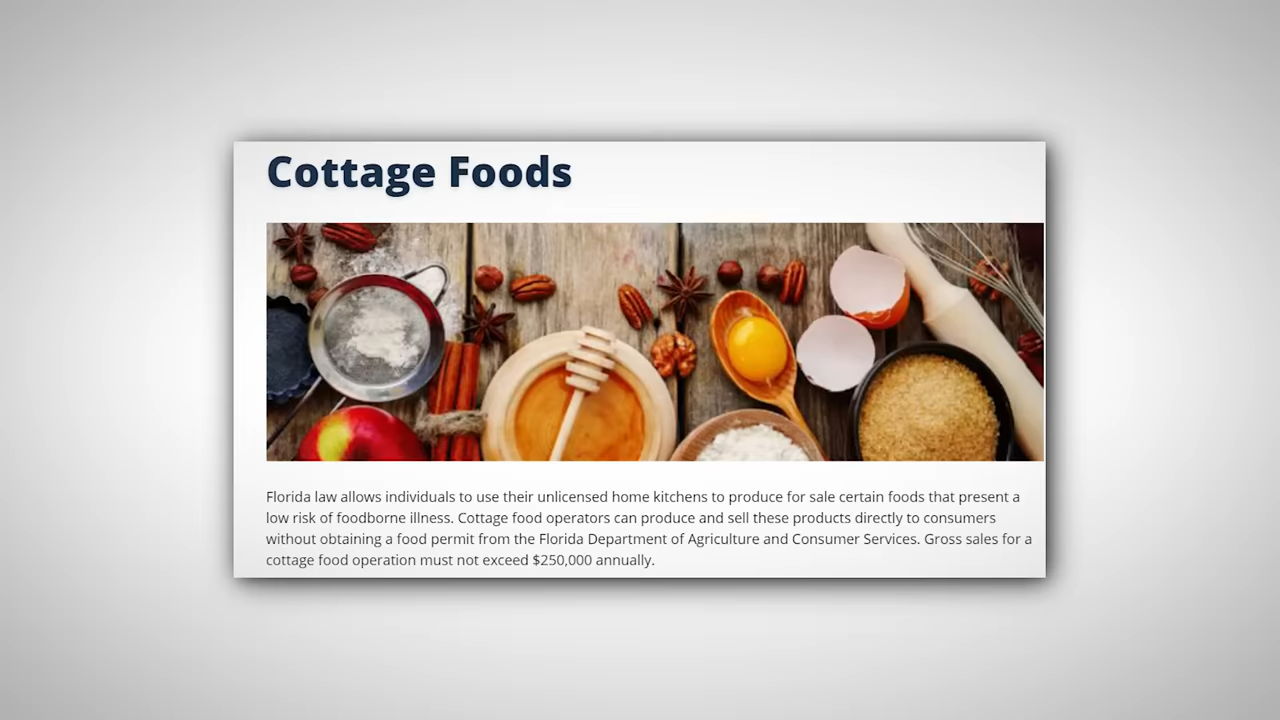 Cottage Foods
Florida law allows individuals to use their unlicensed home kitchens to produce for sale certain foods that present a
low risk of foodborne illness. Cottage food operators can produce and sell these products directly to consumers
without obtaining a food permit from the Florida Department of Agriculture and Consumer Services. Gross sales for a
cottage food operation must not exceed $250,000 annually.